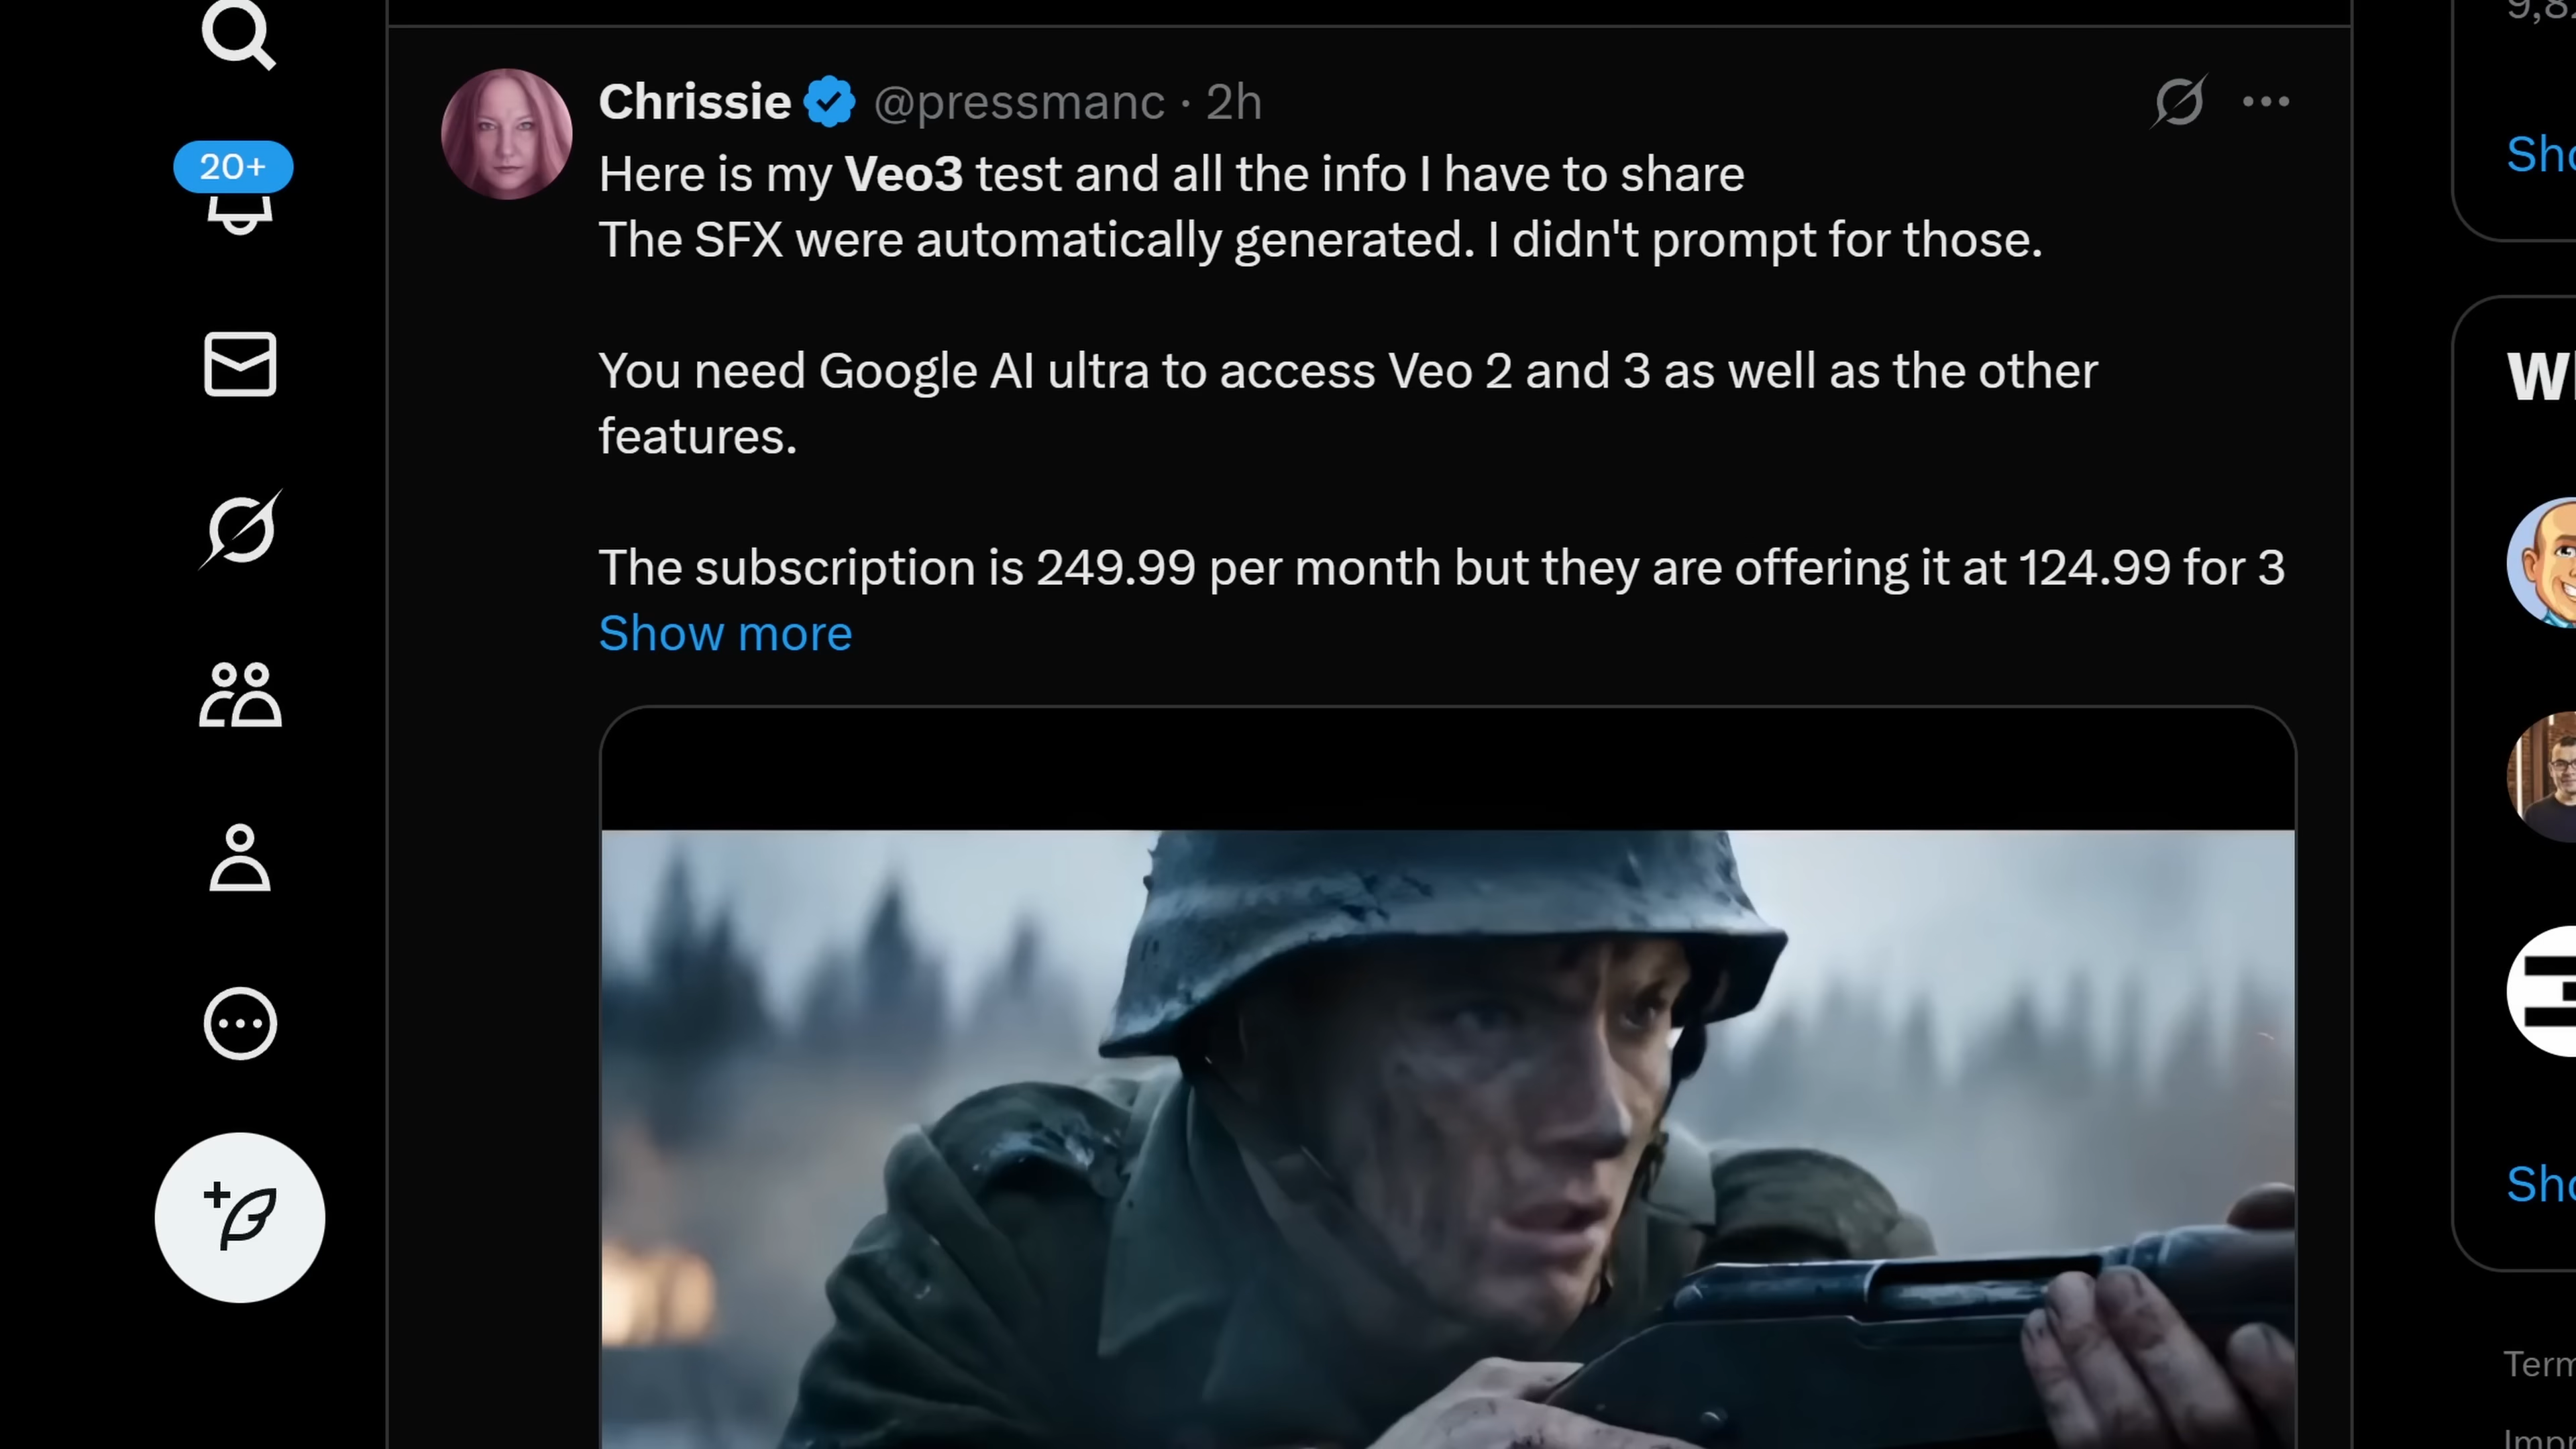 20+
Chrissie @pressmanc · 2h
Here is my Veo3 test and all the info I have to share
The SFX were automatically generated. I didn't prompt for those.
You need Google AI ultra to access Veo 2 and 3 as well as the other
features.
The subscription is 249.99 per month but they are offering it at 124.99 for 3
Show more